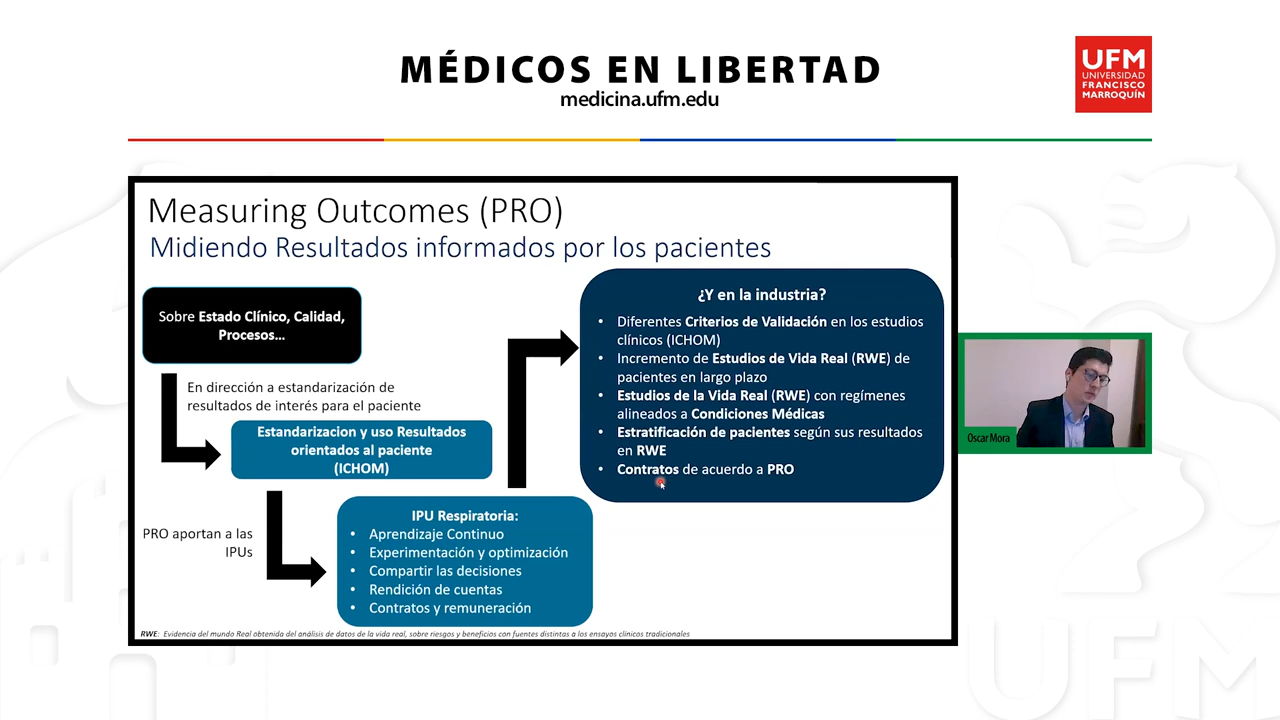 MÉDICOS EN LIBERTAD
medicina.ufm.edu
UFM
UNIVERSIDAD
FRANCISCO
MARROQUÍN
Measuring Outcomes (PRO)
Midiendo Resultados informados por los pacientes
Sobre Estado Clínico, Calidad,
Procesos...
En dirección a estandarización de
resultados de interés para el paciente
Estandarizacion y uso Resultados
orientados al paciente
(ICHOM)
PRO aportan a las
IPUs
IPU Respiratoria:
• Aprendizaje Continuo
• Experimentación y optimización
• Compartir las decisiones
• Rendición de cuentas
• Contratos y remuneración
¿Y en la industria?
• Diferentes Criterios de Validación en los estudios
clínicos (ICHOM)
• Incremento de Estudios de Vida Real (RWE) de
pacientes en largo plazo
• Estudios de la Vida Real (RWE) con regímenes
alineados a Condiciones Médicas
• Estratificación de pacientes según sus resultados
en RWE
• Contratos de acuerdo a PRO
RWE: Evidencia del mundo Real obtenida del análisis de datos de la vida real, sobre riesgos y beneficios con fuentes distintas a los ensayos clínicos tradicionales
Oscar Mora
UFM